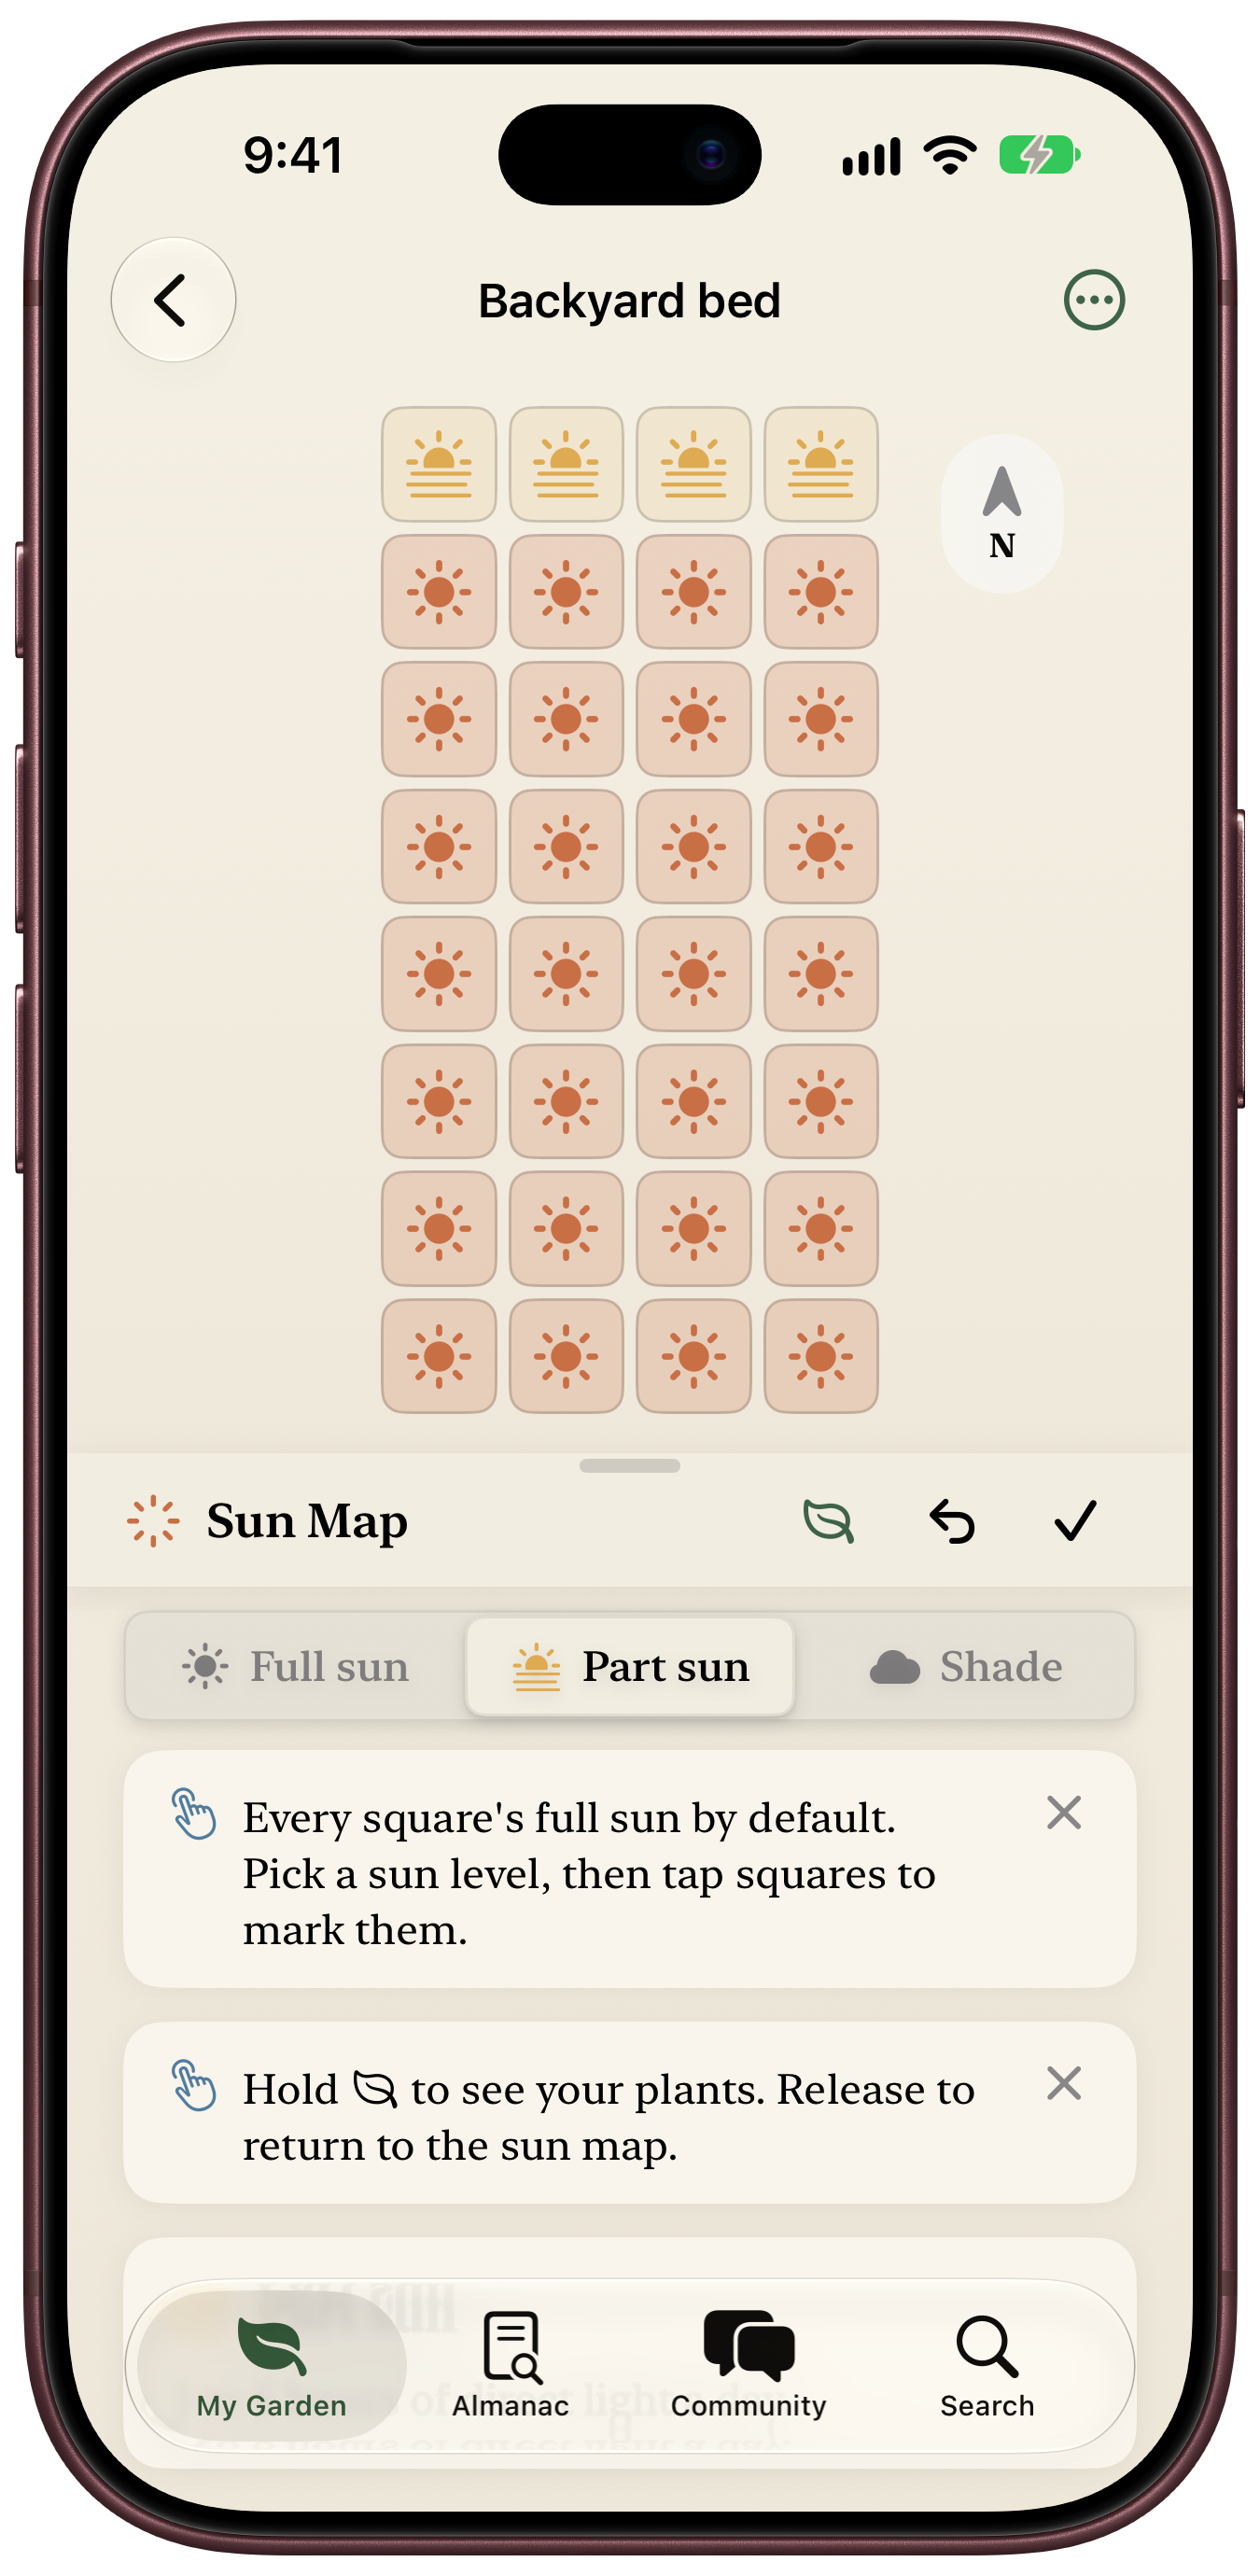 9:41
Backyard bed
N
Sun Map
Full sun
Part sun
Shade
Every square's full sun by default.
Pick a sun level, then tap squares to
mark them.
Hold to see your plants. Release to
return to the sun map.
My Garden
Almanac
Community
Search